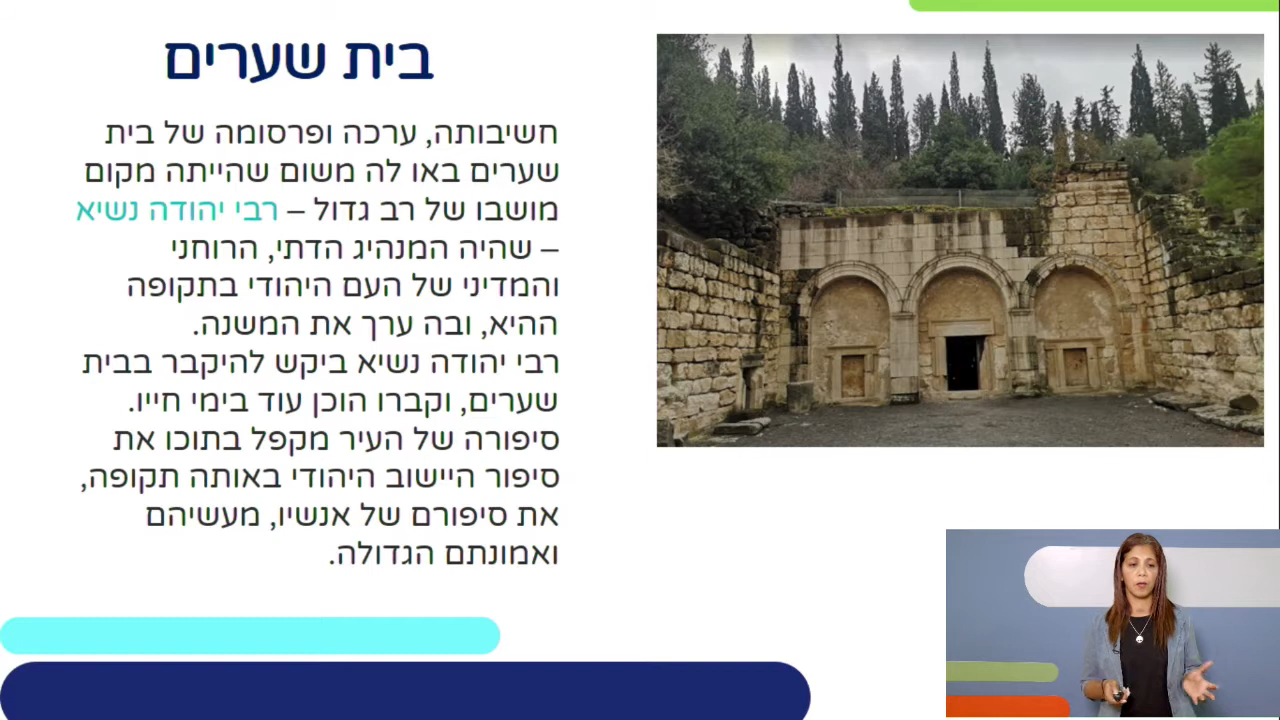 בית שערים
חשיבותה, ערכה ופרסומה של בית
שערים באו לה משום שהייתה מקום
מושבו של רב גדול – רבי יהודה נשיא
– שהיה המנהיג הדתי, הרוחני
והמדיני של העם היהודי בתקופה
ההיא, ובה ערך את המשנה.
רבי יהודה נשיא ביקש להיקבר בבית
שערים, וקברו הוכן עוד בימי חייו.
סיפורה של העיר מקפל בתוכו את
סיפור היישוב היהודי באותה תקופה,
את סיפורם של אנשיו, מעשיהם
ואמונתם הגדולה.